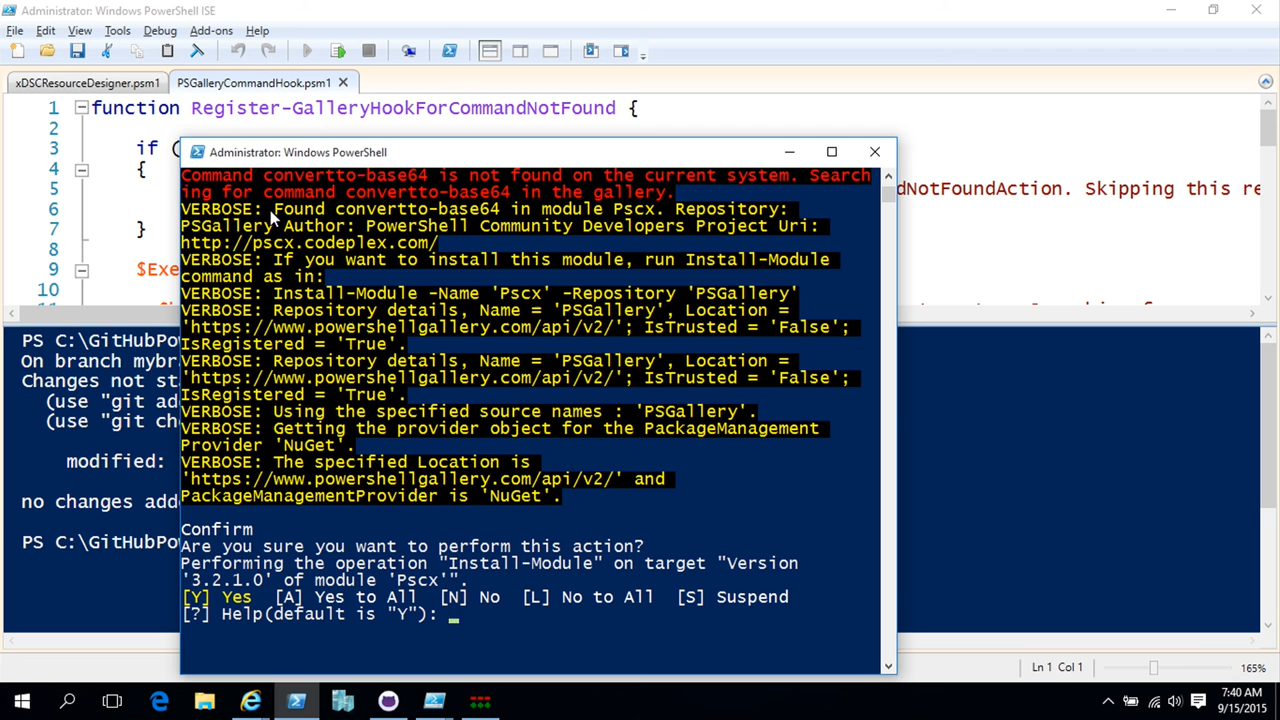 Administrator: Windows PowerShell ISE
File Edit View Tools Debug Add-ons Help
xDSCResourceDesigner.psm1 PSGalleryCommandHook.psm1
1 function Register-GalleryHookForCommandNotFound {
2
3 if (
4 {
5 NotFoundAction. Skipping this re
6
7 }
8
9 $Exe
10
11
Administrator: Windows PowerShell
Command convertto-base64 is not found on the current system. Search
ing for command convertto-base64 in the gallery.
VERBOSE: Found convertto-base64 in module Pscx. Repository:
PSGallery Author: PowerShell Community Developers Project Uri:
http://pscx.codeplex.com/
VERBOSE: If you want to install this module, run Install-Module
command as in:
VERBOSE: Install-Module -Name 'Pscx' -Repository 'PSGallery'
VERBOSE: Repository details, Name = 'PSGallery', Location =
'https://www.powershellgallery.com/api/v2/'; IsTrusted = 'False';
IsRegistered = 'True'.
VERBOSE: Repository details, Name = 'PSGallery', Location =
'https://www.powershellgallery.com/api/v2/'; IsTrusted = 'False';
IsRegistered = 'True'.
VERBOSE: Using the specified source names : 'PSGallery'.
VERBOSE: Getting the provider object for the PackageManagement
Provider 'NuGet'.
VERBOSE: The specified Location is
'https://www.powershellgallery.com/api/v2/' and
PackageManagementProvider is 'NuGet'.
Confirm
Are you sure you want to perform this action?
Performing the operation "Install-Module" on target "Version
'3.2.1.0' of module 'Pscx'".
[Y] Yes [A] Yes to All [N] No [L] No to All [S] Suspend
[?] Help(default is "Y"):
PS C:\GitHubPo
On branch mybra
Changes not sta
(use "git ad
(use "git che
modified:
no changes adde
PS C:\GitHubPo
Ln 1 Col 1 165%
7:40 AM
9/15/2015